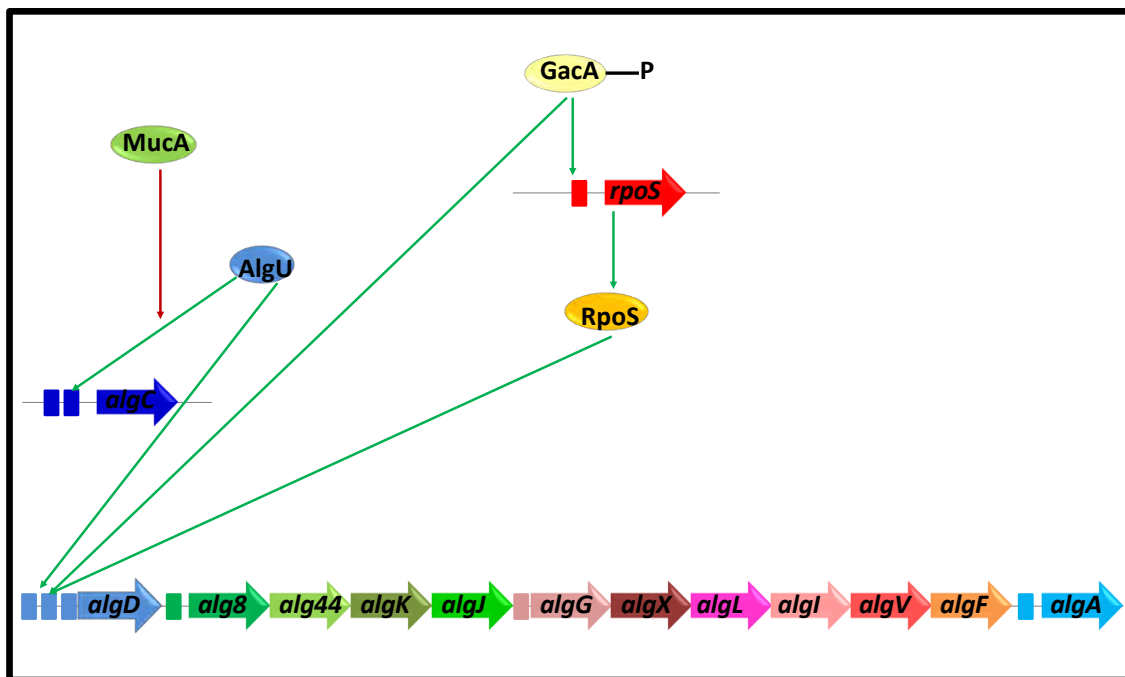 GacA P
MucA
rpoS
AlgU
RpoS
algC
algD alg8 alg44 algK algJ algG algX algL algI algV algF algA